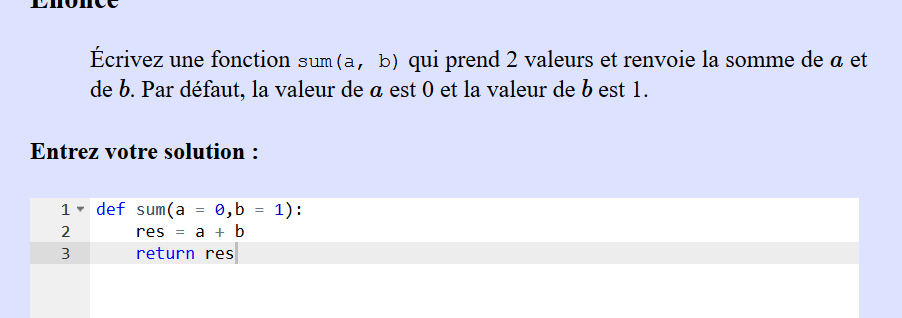 Énoncé
Écrivez une fonction sum(a, b) qui prend 2 valeurs et renvoie la somme de a et
de b. Par défaut, la valeur de a est 0 et la valeur de b est 1.
Entrez votre solution :
1 def sum(a = 0,b = 1):
2     res = a + b
3     return res